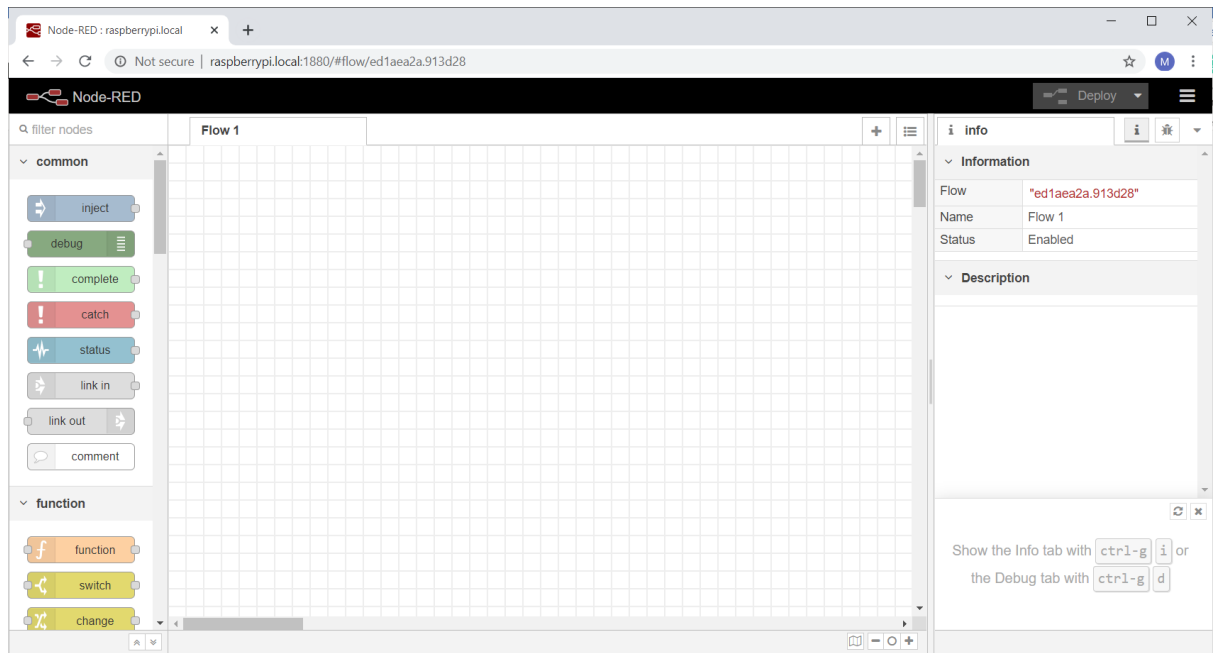 Node-RED : raspberrypi.local
Not secure | raspberrypi.local:1880/#flow/ed1aea2a.913d28
M
Node-RED
Deploy
filter nodes
common
inject
debug
complete
catch
status
link in
link out
comment
function
function
switch
change
Flow 1
i info
i
Information
Flow "ed1aea2a.913d28"
Name Flow 1
Status Enabled
Description
Show the Info tab with ctrl-g i or
the Debug tab with ctrl-g d